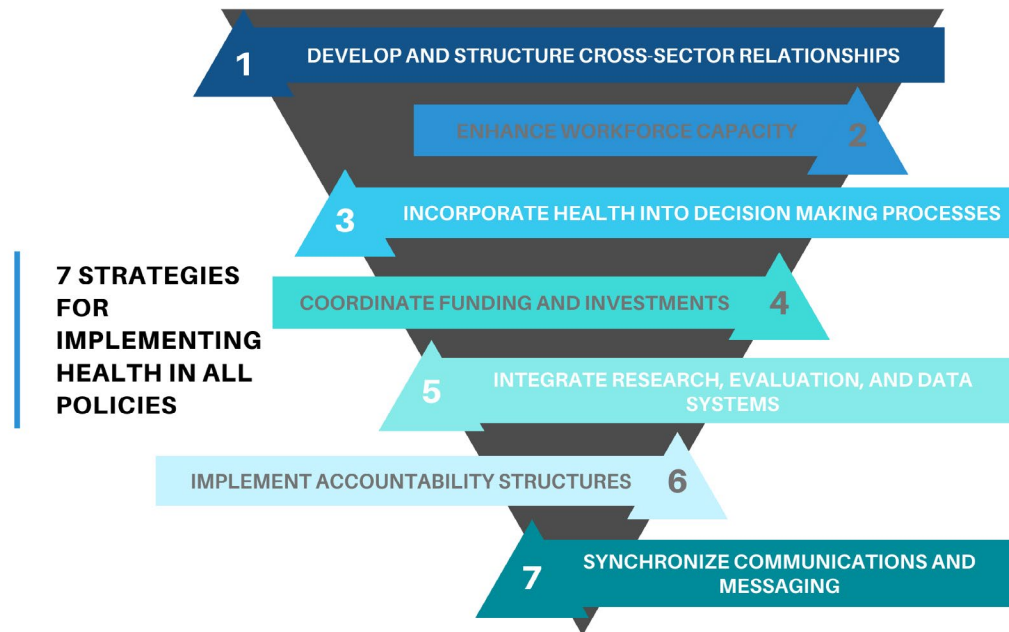 1 DEVELOP AND STRUCTURE CROSS-SECTOR RELATIONSHIPS
ENHANCE WORKFORCE CAPACITY 2
3 INCORPORATE HEALTH INTO DECISION MAKING PROCESSES
7 STRATEGIES
FOR
IMPLEMENTING
HEALTH IN ALL
POLICIES
COORDINATE FUNDING AND INVESTMENTS 4
5 INTEGRATE RESEARCH, EVALUATION, AND DATA
SYSTEMS
IMPLEMENT ACCOUNTABILITY STRUCTURES 6
7 SYNCHRONIZE COMMUNICATIONS AND
MESSAGING